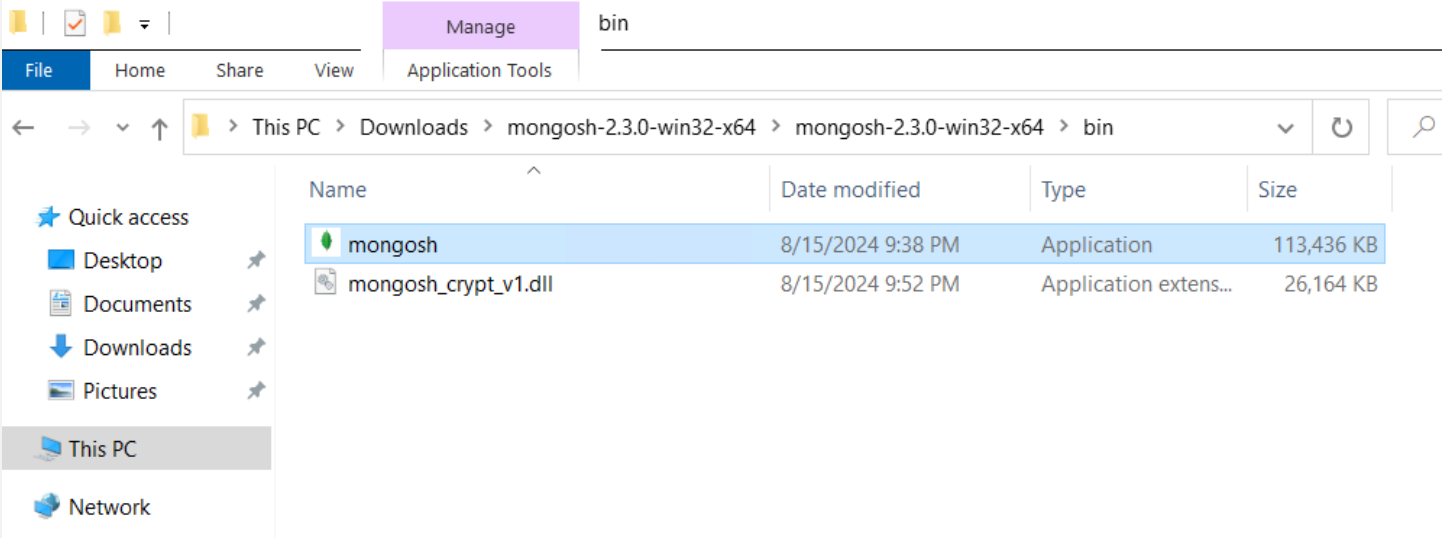 Manage bin
File Home Share View Application Tools
This PC Downloads mongosh-2.3.0-win32-x64 mongosh-2.3.0-win32-x64 bin
Name Date modified Type Size
Quick access
mongosh 8/15/2024 9:38 PM Application 113,436 KB
Desktop
mongosh_crypt_v1.dll 8/15/2024 9:52 PM Application extens... 26,164 KB
Documents
Downloads
Pictures
This PC
Network